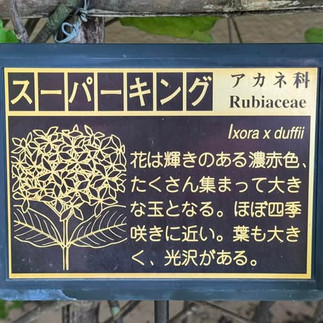 スーパーキング
アカネ科
Rubiaceae
Ixora x duffii
花は輝きのある濃赤色、
たくさん集まって大き
な玉となる。ほぼ四季
咲きに近い。葉も大き
く、光沢がある。